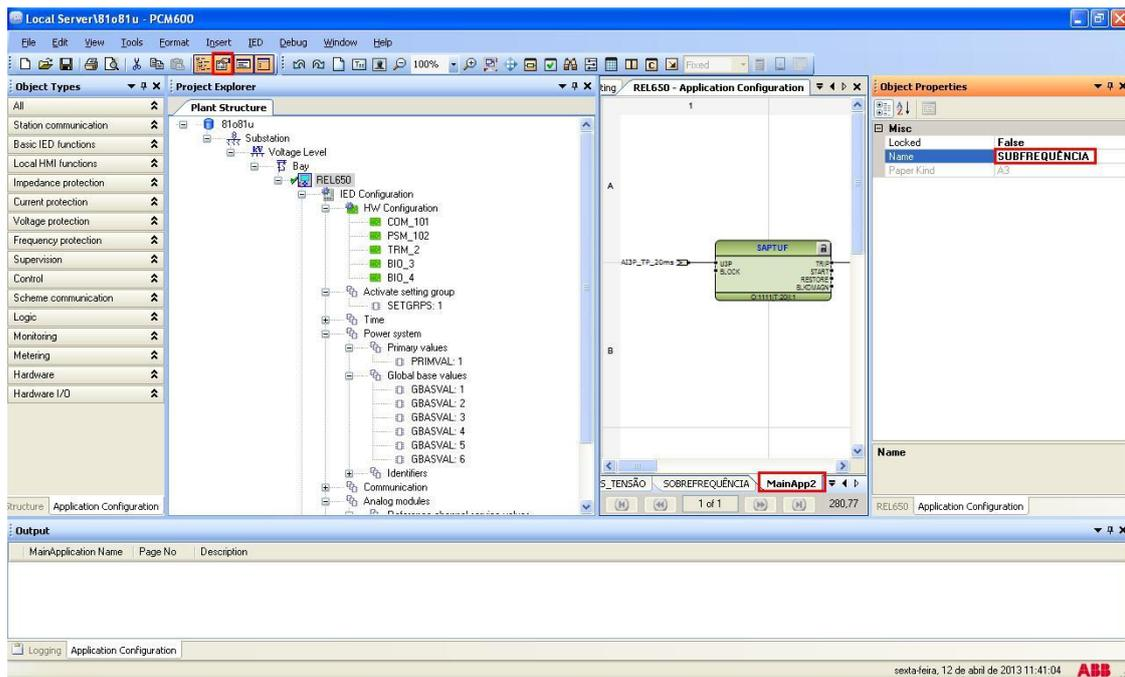 Local Server\81o81u - PCM600
File Edit View Tools Format Insert IED Debug Window Help
100%
Fixed
Object Types
All
Station communication
Basic IED functions
Local HMI functions
Impedance protection
Current protection
Voltage protection
Frequency protection
Supervision
Control
Scheme communication
Logic
Monitoring
Metering
Hardware
Hardware I/O
Structure Application Configuration
Project Explorer
Plant Structure
81o81u
Substation
Voltage Level
Bay
REL650
IED Configuration
HW Configuration
COM_101
PSM_102
TRM_2
BIO_3
BIO_4
Activate setting group
SETGRPS: 1
Time
Power system
Primary values
PRIMVAL: 1
Global base values
GBASVAL: 1
GBASVAL: 2
GBASVAL: 3
GBASVAL: 4
GBASVAL: 5
GBASVAL: 6
Identifiers
Communication
Analog modules
ting REL650 - Application Configuration
1
A
B
SAPTUF
AI3P_TP_20ms
U3P
BLOCK
TRIP
START
RESTORE
BLKDMAGN
O:1111|T:20|I:1
S_TENSÃO SOBREFREQUÊNCIA MainApp2
1 of 1 280,77
Object Properties
Misc
Locked False
Name SUBFREQUÊNCIA
Paper Kind A3
Name
REL650 Application Configuration
Output
MainApplication Name Page No Description
Logging Application Configuration
sexta-feira, 12 de abril de 2013 11:41:04 ABB